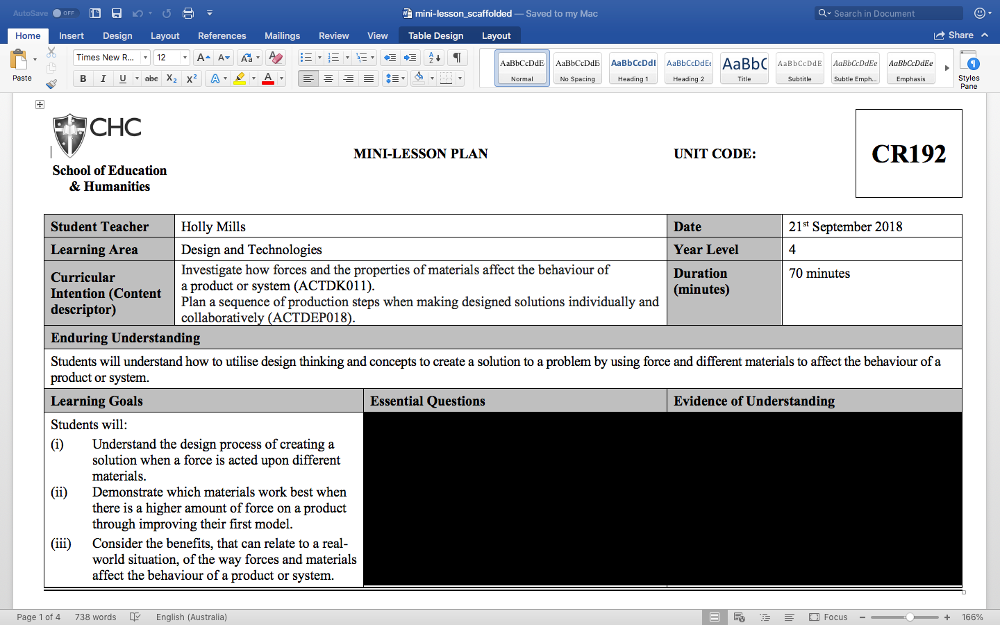 AutoSave OFF
mini-lesson_scaffolded — Saved to my Mac
Search in Document
Home Insert Design Layout References Mailings Review View Table Design Layout
Share
Paste
Times New R... 12
AaBbCcDdE AaBbCcDdE AaBbCcDdI AaBbCcDdEe AaBbC AaBbCcDdE AaBbCcDdEe AaBbCcDdEe
Normal No Spacing Heading 1 Heading 2 Title Subtitle Subtle Emph... Emphasis
Styles
Pane
CHC
School of Education
& Humanities
MINI-LESSON PLAN
UNIT CODE:
CR192
Student Teacher Holly Mills Date 21st September 2018
Learning Area Design and Technologies Year Level 4
Curricular
Intention (Content
descriptor)
Investigate how forces and the properties of materials affect the behaviour of
a product or system (ACTDK011).
Plan a sequence of production steps when making designed solutions individually and
collaboratively (ACTDEP018).
Duration
(minutes)
70 minutes
Enduring Understanding
Students will understand how to utilise design thinking and concepts to create a solution to a problem by using force and different materials to affect the behaviour of a
product or system.
Learning Goals Essential Questions Evidence of Understanding
Students will:
(i) Understand the design process of creating a
solution when a force is acted upon different
materials.
(ii) Demonstrate which materials work best when
there is a higher amount of force on a product
through improving their first model.
(iii) Consider the benefits, that can relate to a real-
world situation, of the way forces and materials
affect the behaviour of a product or system.
Page 1 of 4 738 words English (Australia) Focus 166%